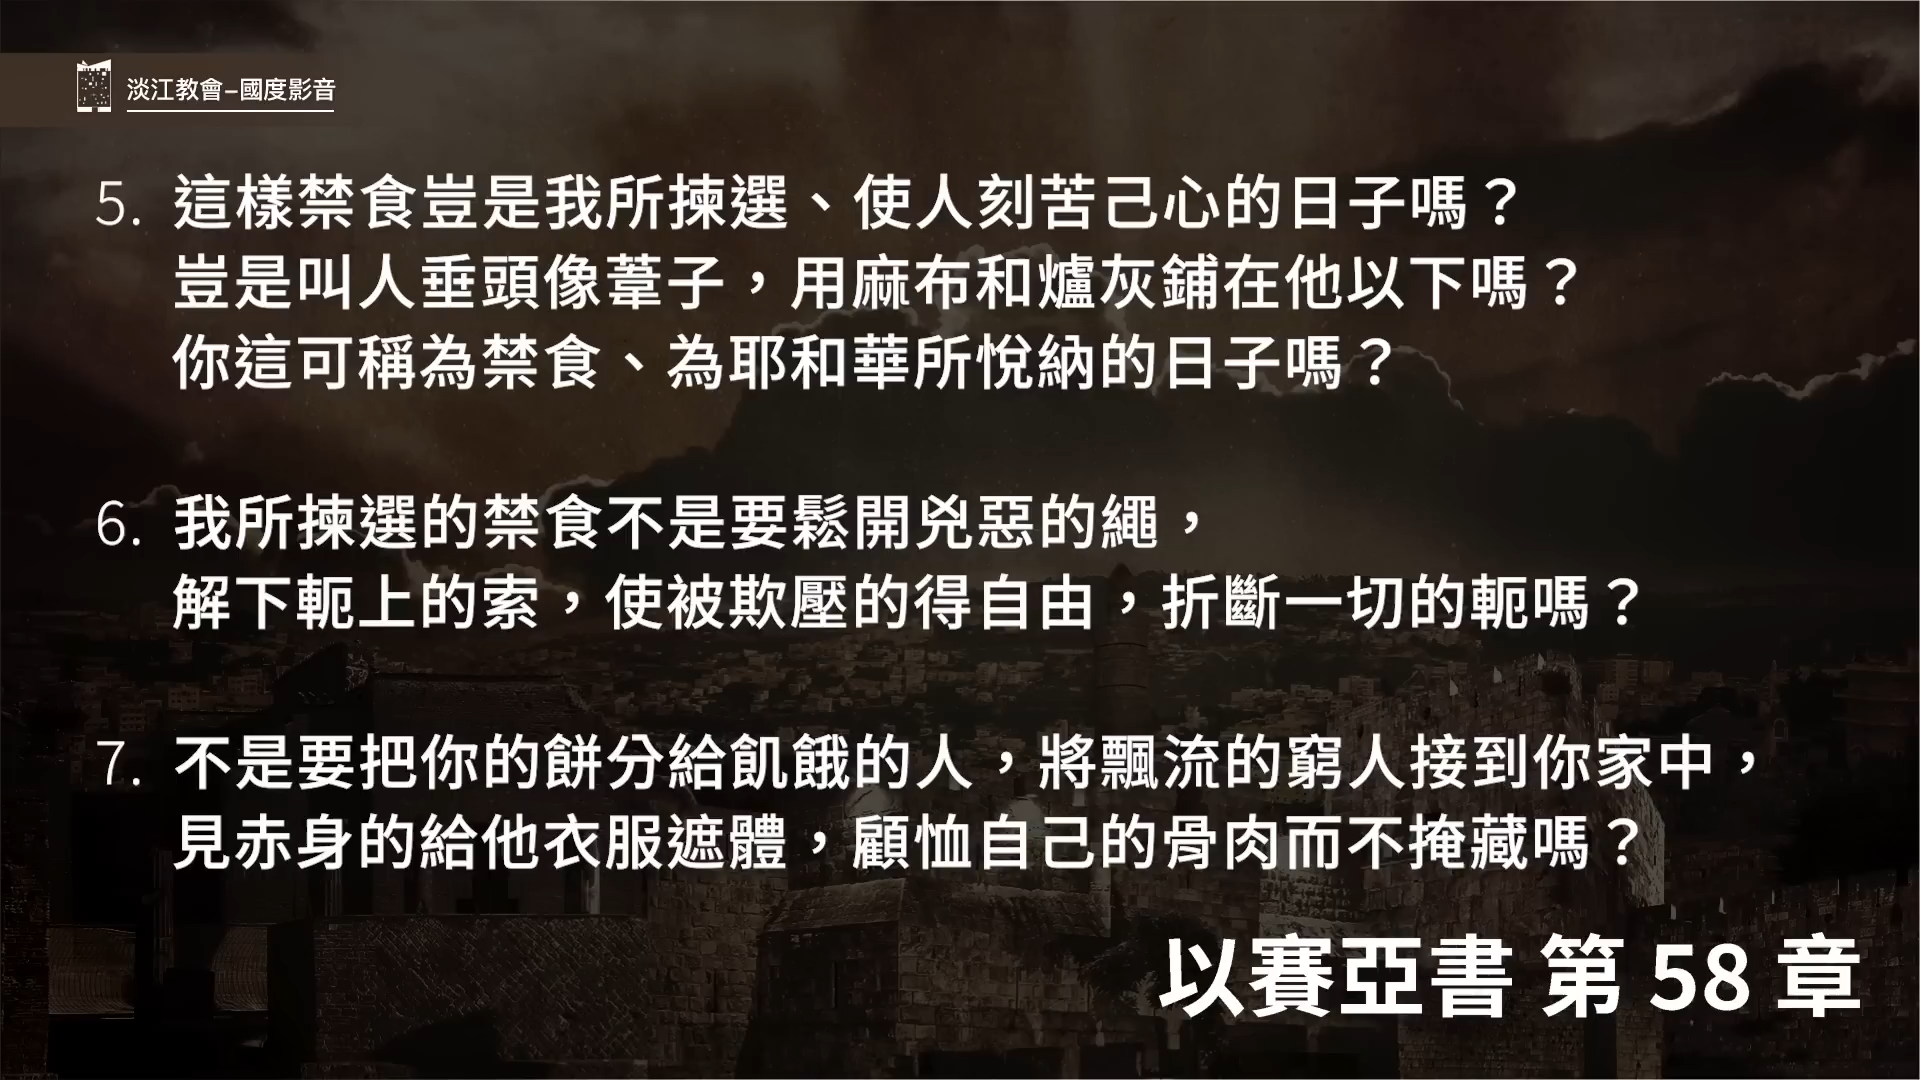 淡江教會–國度影音
5. 這樣禁食豈是我所揀選、使人刻苦己心的日子嗎？
豈是叫人垂頭像葦子，用麻布和爐灰鋪在他以下嗎？
你這可稱為禁食、為耶和華所悅納的日子嗎？
6. 我所揀選的禁食不是要鬆開兇惡的繩，
解下軛上的索，使被欺壓的得自由，折斷一切的軛嗎？
7. 不是要把你的餅分給飢餓的人，將飄流的窮人接到你家中，
見赤身的給他衣服遮體，顧恤自己的骨肉而不掩藏嗎？
以賽亞書 第 58 章